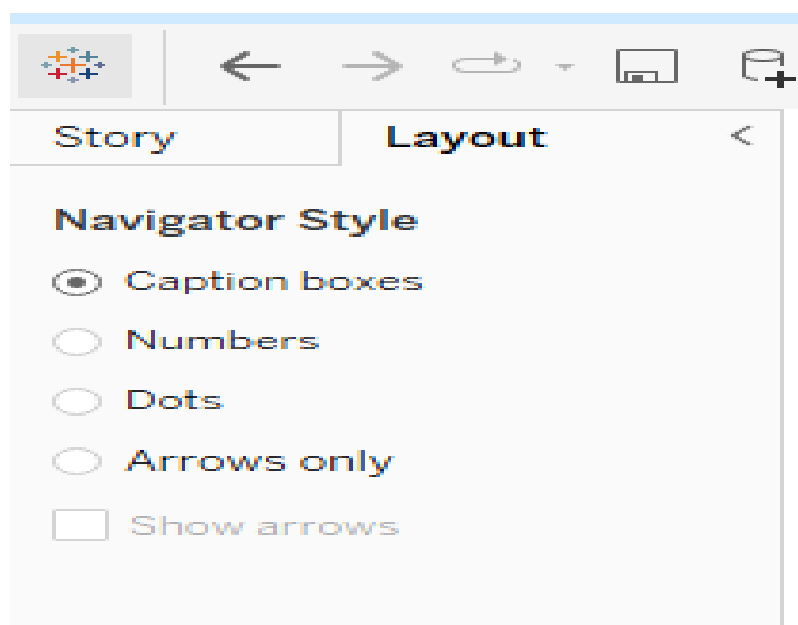 Story Layout <
Navigator Style
Caption boxes
Numbers
Dots
Arrows only
Show arrows